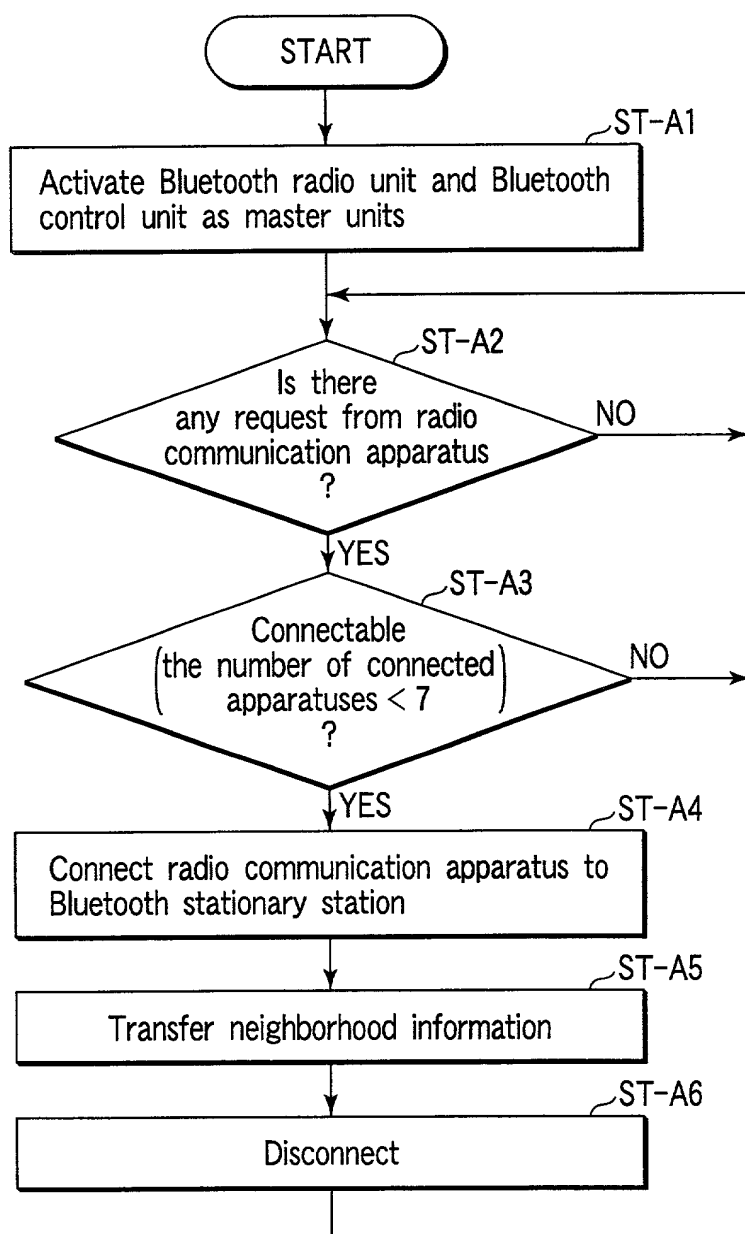 START
ST-A1
Activate Bluetooth radio unit and Bluetooth
control unit as master units
ST-A2
Is there
any request from radio
communication apparatus
?
NO
YES
ST-A3
Connectable
(the number of connected
apparatuses < 7)
?
NO
YES
ST-A4
Connect radio communication apparatus to
Bluetooth stationary station
ST-A5
Transfer neighborhood information
ST-A6
Disconnect